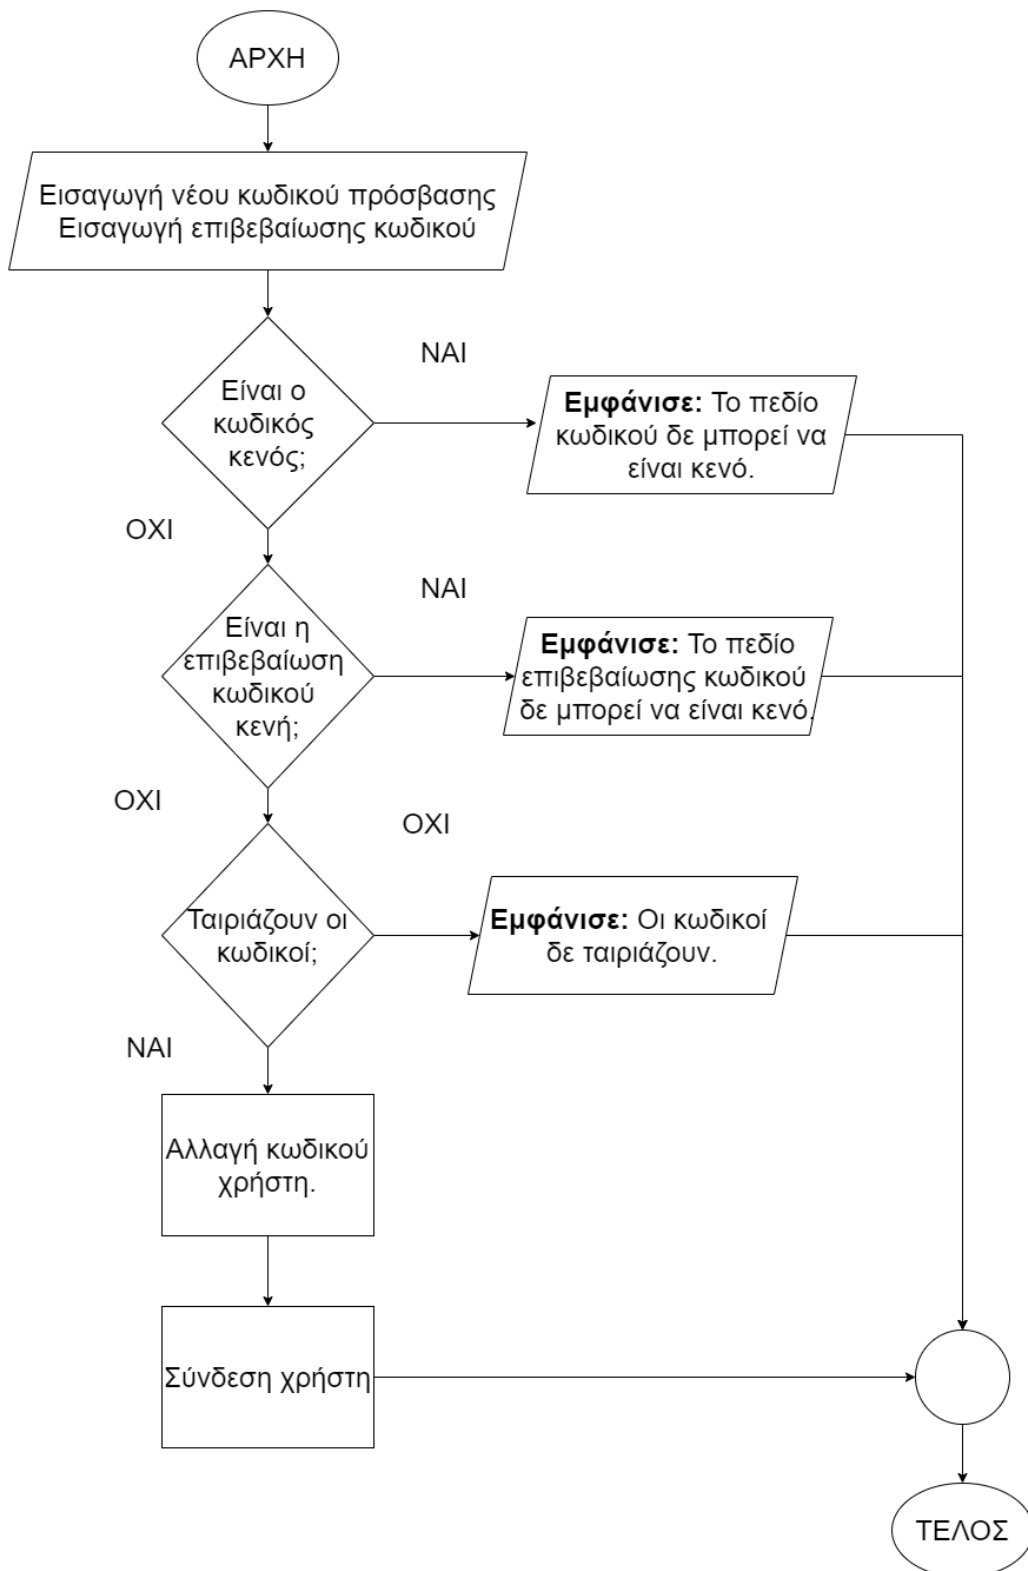 ΑΡΧΗ
Εισαγωγή νέου κωδικού πρόσβασης
Εισαγωγή επιβεβαίωσης κωδικού
Είναι ο
κωδικός
κενός;
ΝΑΙ
Εμφάνισε: Το πεδίο
κωδικού δε μπορεί να
είναι κενό.
ΟΧΙ
Είναι η
επιβεβαίωση
κωδικού
κενή;
ΝΑΙ
Εμφάνισε: Το πεδίο
επιβεβαίωσης κωδικού
δε μπορεί να είναι κενό.
ΟΧΙ
Ταιριάζουν οι
κωδικοί;
ΟΧΙ
Εμφάνισε: Οι κωδικοί
δε ταιριάζουν.
ΝΑΙ
Αλλαγή κωδικού
χρήστη.
Σύνδεση χρήστη
ΤΕΛΟΣ